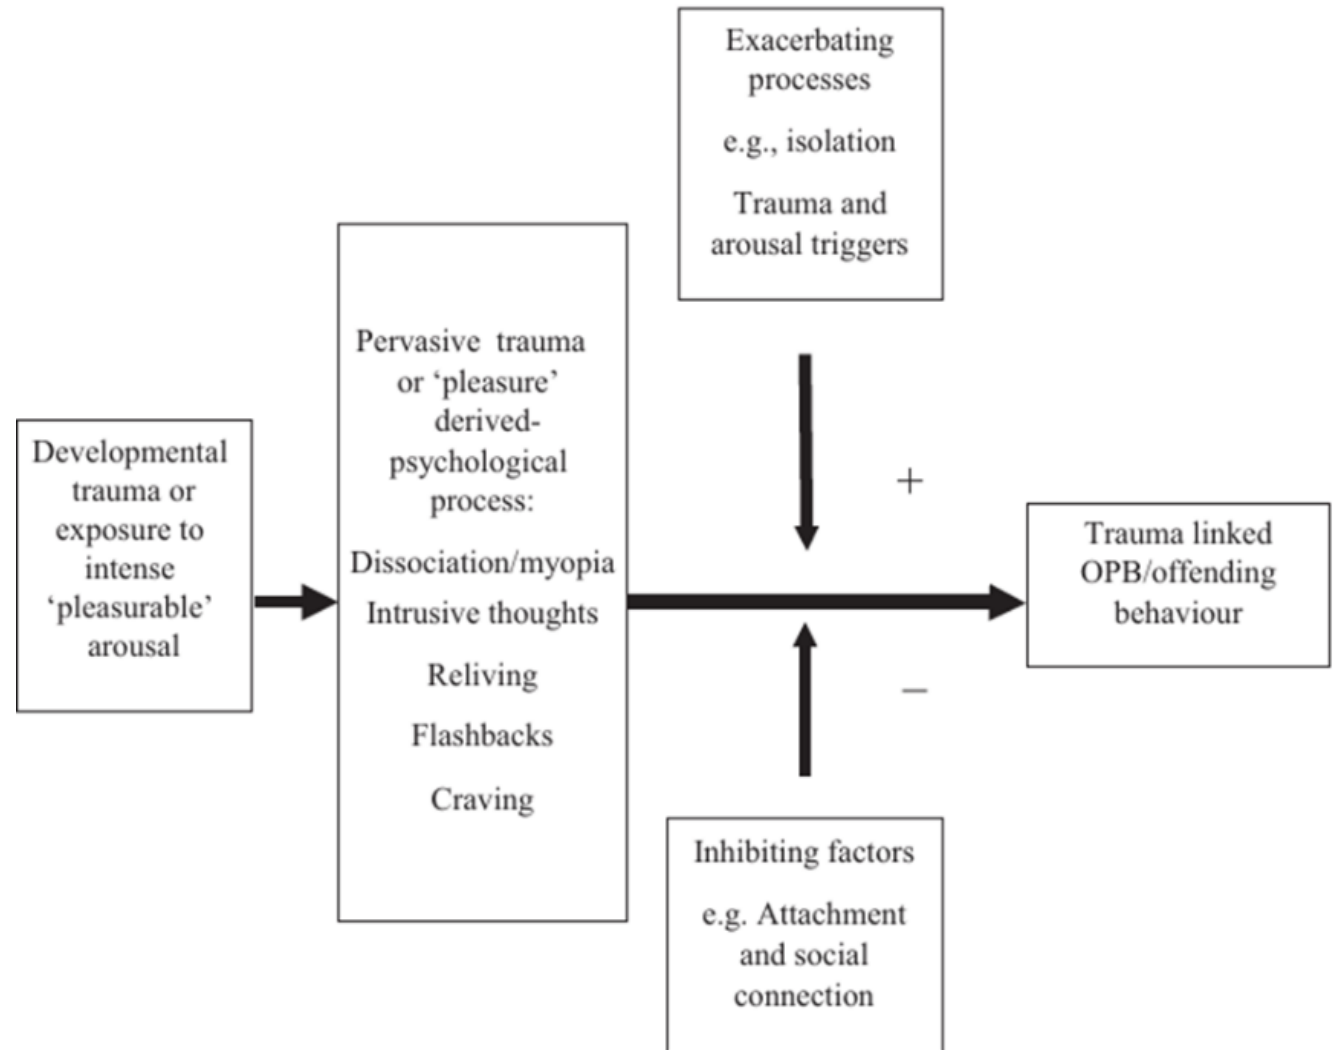 Developmental
trauma or
exposure to
intense
‘pleasurable’
arousal
Pervasive trauma
or ‘pleasure’
derived-
psychological
process:
Dissociation/myopia
Intrusive thoughts
Reliving
Flashbacks
Craving
Exacerbating
processes
e.g., isolation
Trauma and
arousal triggers
+
−
Inhibiting factors
e.g. Attachment
and social
connection
Trauma linked
OPB/offending
behaviour